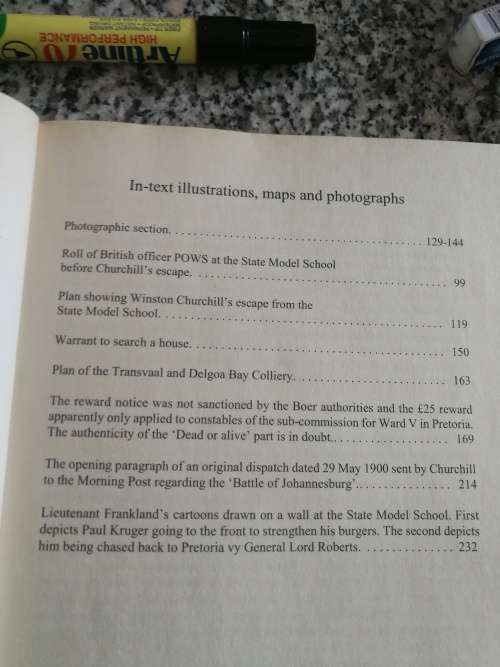 Artline 70
HIGH PERFORMANCE
In-text illustrations, maps and photographs
Photographic section. . . . . . . . . . . . . . . . . . . . . . . . . . . . . . . . . . . . . . . . . . 129-144
Roll of British officer POWS at the State Model School
before Churchill's escape. . . . . . . . . . . . . . . . . . . . . . . . . . . . . . . . . . . . . . . 99
Plan showing Winston Churchill's escape from the
State Model School. . . . . . . . . . . . . . . . . . . . . . . . . . . . . . . . . . . . . . . . . . . 119
Warrant to search a house. . . . . . . . . . . . . . . . . . . . . . . . . . . . . . . . . . . . . . 150
Plan of the Transvaal and Delgoa Bay Colliery. . . . . . . . . . . . . . . . . . . . . . 163
The reward notice was not sanctioned by the Boer authorities and the £25 reward
apparently only applied to constables of the sub-commission for Ward V in Pretoria.
The authenticity of the 'Dead or alive' part is in doubt.. . . . . . . . . . . . . . . . . 169
The opening paragraph of an original dispatch dated 29 May 1900 sent by Churchill
to the Morning Post regarding the 'Battle of Johannesburg'.. . . . . . . . . . . . . . 214
Lieutenant Frankland's cartoons drawn on a wall at the State Model School. First
depicts Paul Kruger going to the front to strengthen his burgers. The second depicts
him being chased back to Pretoria vy General Lord Roberts. . . . . . . . . . . . . . 232